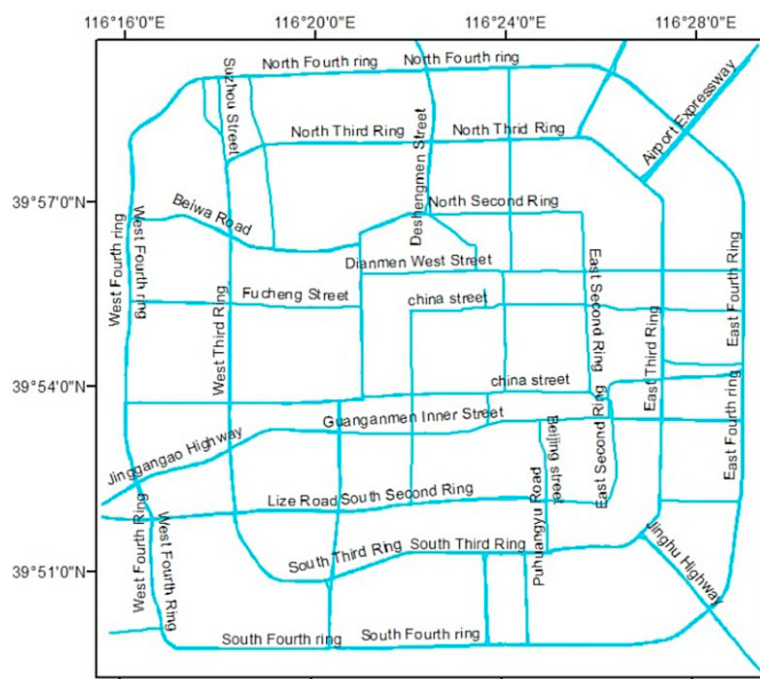 116°16'0"E
116°20'0"E
116°24'0"E
116°28'0"E
North Fourth ring
North Fourth ring
Suzhou Street
Airport Expressway
North Third Ring
North Thrid Ring
Deshengmen Street
39°57'0"N
Beiwa Road
North Second Ring
West Fourth ring
West Fourth ring
Dianmen West Street
East Second Ring
East Fourth Ring
Fucheng Street
china street
West Third Ring
East Third Ring
39°54'0"N
china street
Guanganmen Inner Street
East Second Ring
East Fourth ring
Jinggangao Highway
Beijing street
Lize Road
South Second Ring
Puhuangyu Road
West Fourth Ring
West Fourth Ring
South Third Ring
South Third Ring
Jinghu Highway
39°51'0"N
South Fourth ring
South Fourth ring